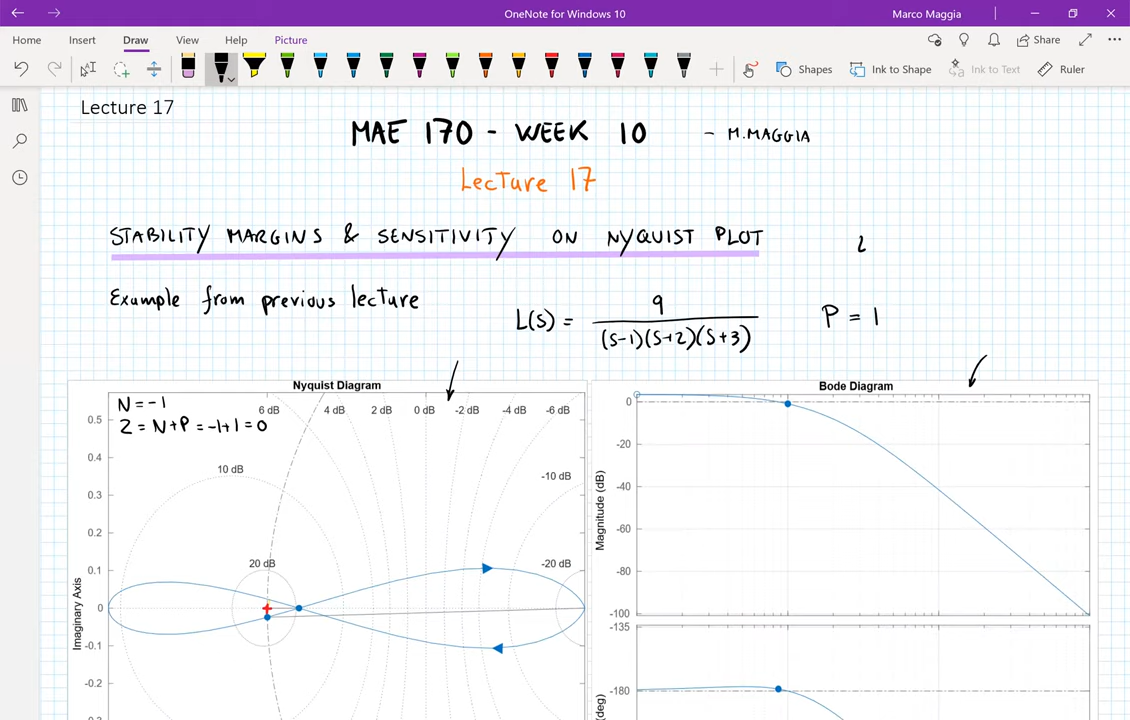 OneNote for Windows 10
Marco Maggia
Home Insert Draw View Help Picture
Share
Shapes Ink to Shape Ink to Text Ruler
Lecture 17
MAE 170 - WEEK 10 - M.MAGGIA
Lecture 17
STABILITY MARGINS & SENSITIVITY ON NYQUIST PLOT
Example from previous lecture
L(s) = 9 / (s-1)(s+2)(s+3) P = 1
Nyquist Diagram
N = -1
Z = N+P = -1+1 = 0
6 dB 4 dB 2 dB 0 dB -2 dB -4 dB -6 dB
10 dB -10 dB
20 dB -20 dB
0.5
0.4
0.3
0.2
0.1
0
-0.1
-0.2
-0.3
Imaginary Axis
Bode Diagram
0
-20
-40
-60
-80
-100
Magnitude (dB)
-135
-180
(deg)